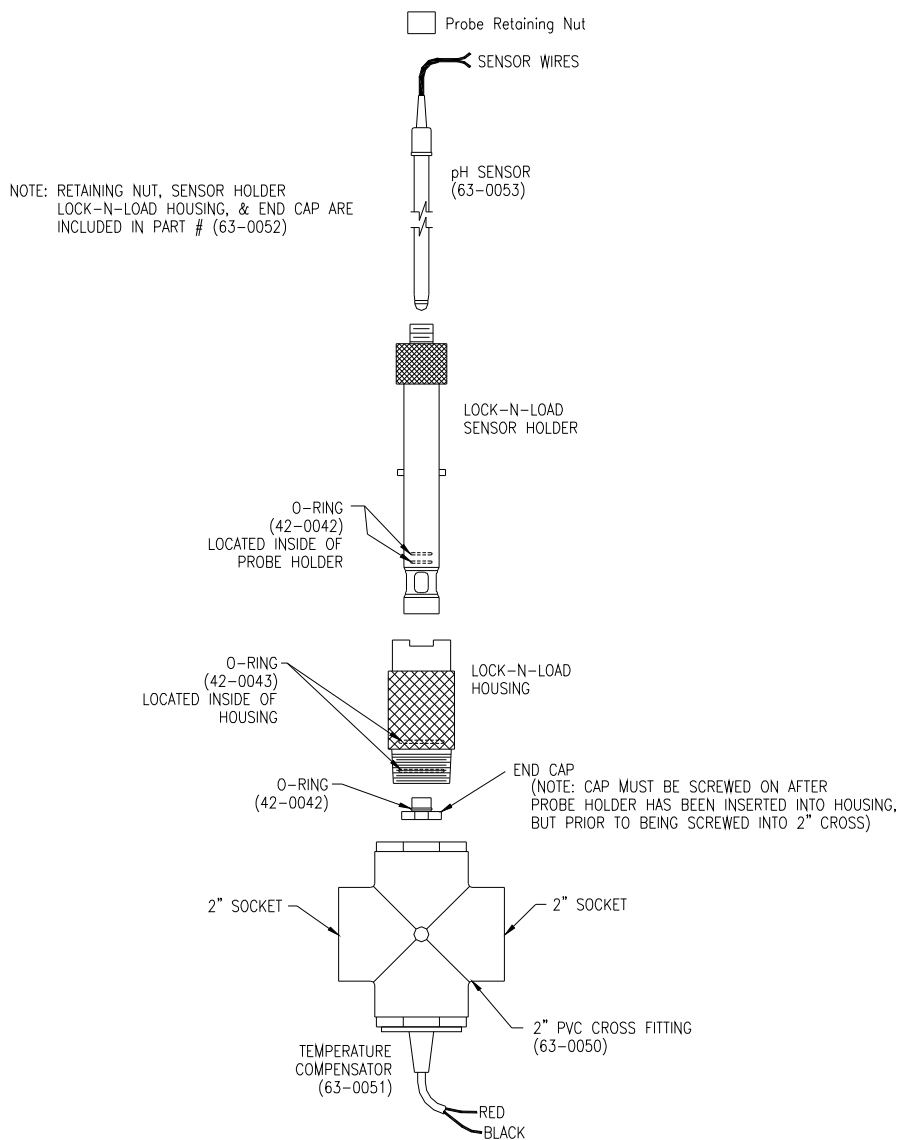 Probe Retaining Nut
SENSOR WIRES
pH SENSOR
(63-0053)
NOTE: RETAINING NUT, SENSOR HOLDER
LOCK-N-LOAD HOUSING, & END CAP ARE
INCLUDED IN PART # (63-0052)
LOCK-N-LOAD
SENSOR HOLDER
O-RING
(42-0042)
LOCATED INSIDE OF
PROBE HOLDER
O-RING
(42-0043)
LOCATED INSIDE OF
HOUSING
LOCK-N-LOAD
HOUSING
O-RING
(42-0042)
END CAP
(NOTE: CAP MUST BE SCREWED ON AFTER
PROBE HOLDER HAS BEEN INSERTED INTO HOUSING,
BUT PRIOR TO BEING SCREWED INTO 2" CROSS)
2" SOCKET
2" SOCKET
2" PVC CROSS FITTING
(63-0050)
TEMPERATURE
COMPENSATOR
(63-0051)
RED
BLACK